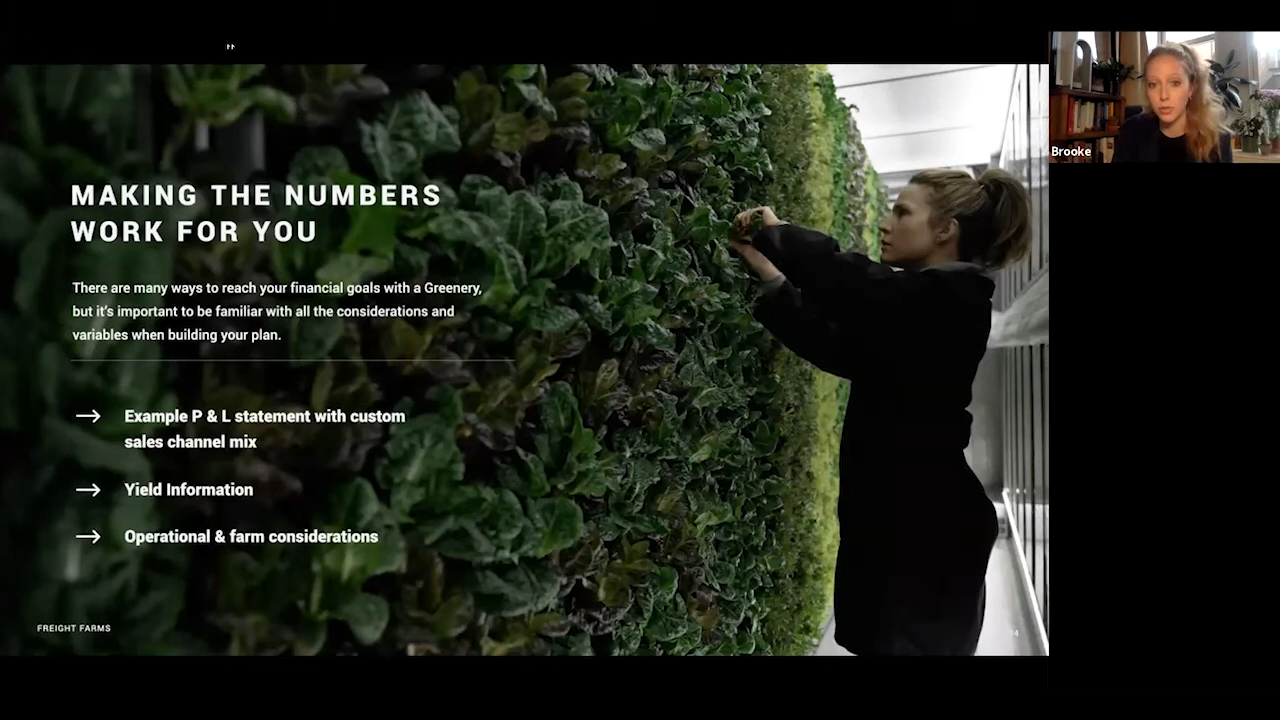 MAKING THE NUMBERS
WORK FOR YOU
There are many ways to reach your financial goals with a Greenery,
but it's important to be familiar with all the considerations and
variables when building your plan.
→ Example P & L statement with custom
sales channel mix
→ Yield Information
→ Operational & farm considerations
FREIGHT FARMS
14
Brooke